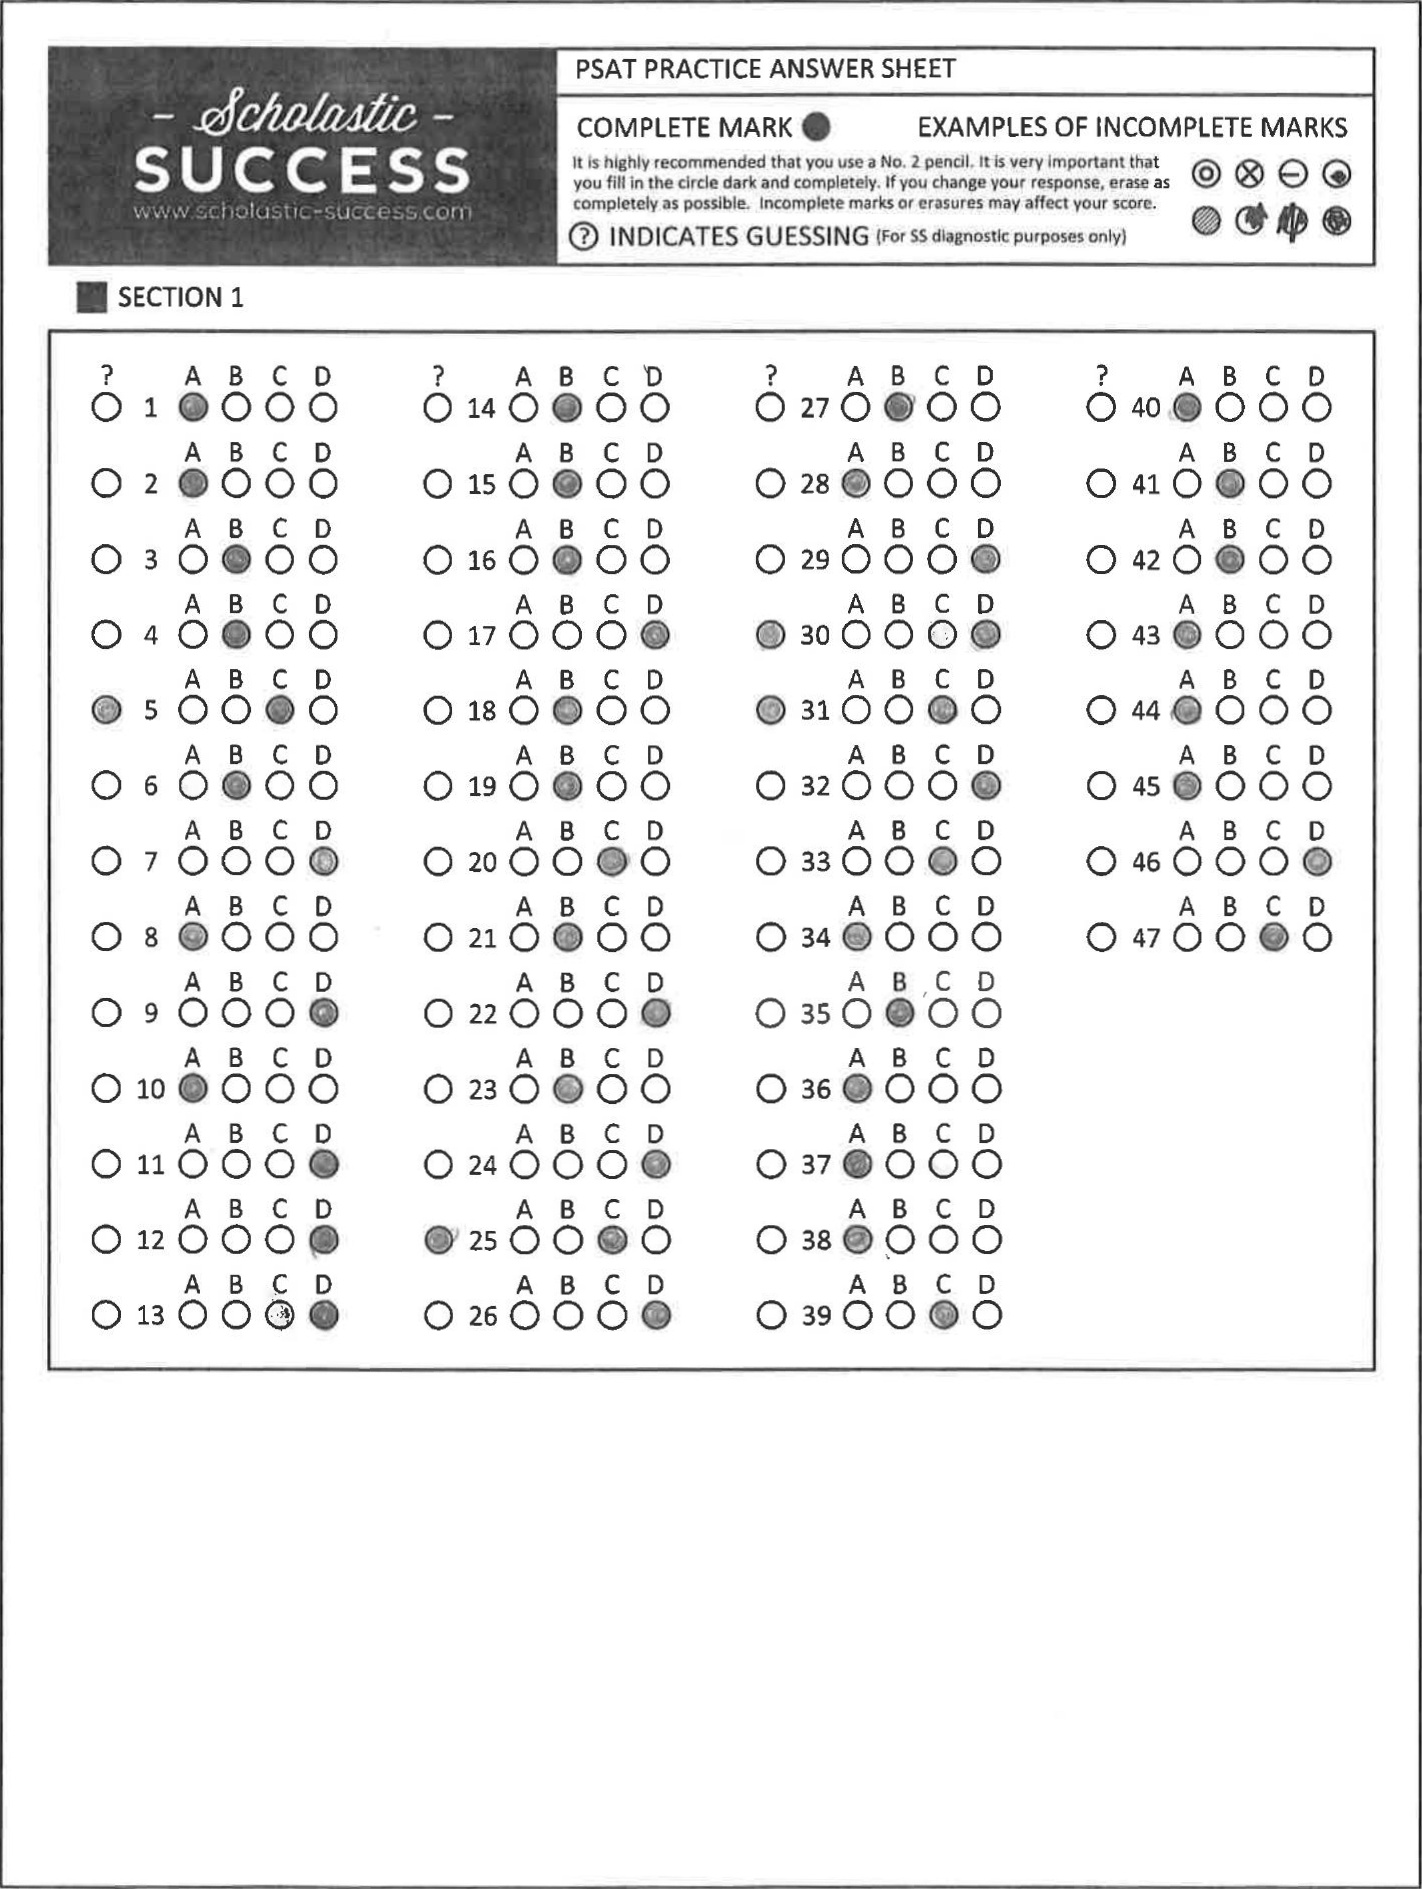 - Scholastic -
SUCCESS
www.scholastic-success.com
PSAT PRACTICE ANSWER SHEET
COMPLETE MARK
EXAMPLES OF INCOMPLETE MARKS
It is highly recommended that you use a No. 2 pencil. It is very important that
you fill in the circle dark and completely. If you change your response, erase as
completely as possible. Incomplete marks or erasures may affect your score.
? INDICATES GUESSING (For SS diagnostic purposes only)
SECTION 1
? A B C D
1
A B C D
2
A B C D
3
A B C D
4
A B C D
5
A B C D
6
A B C D
7
A B C D
8
A B C D
9
A B C D
10
A B C D
11
A B C D
12
A B C D
13
? A B C D
14
A B C D
15
A B C D
16
A B C D
17
A B C D
18
A B C D
19
A B C D
20
A B C D
21
A B C D
22
A B C D
23
A B C D
24
A B C D
25
A B C D
26
? A B C D
27
A B C D
28
A B C D
29
A B C D
30
A B C D
31
A B C D
32
A B C D
33
A B C D
34
A B C D
35
A B C D
36
A B C D
37
A B C D
38
A B C D
39
? A B C D
40
A B C D
41
A B C D
42
A B C D
43
A B C D
44
A B C D
45
A B C D
46
A B C D
47